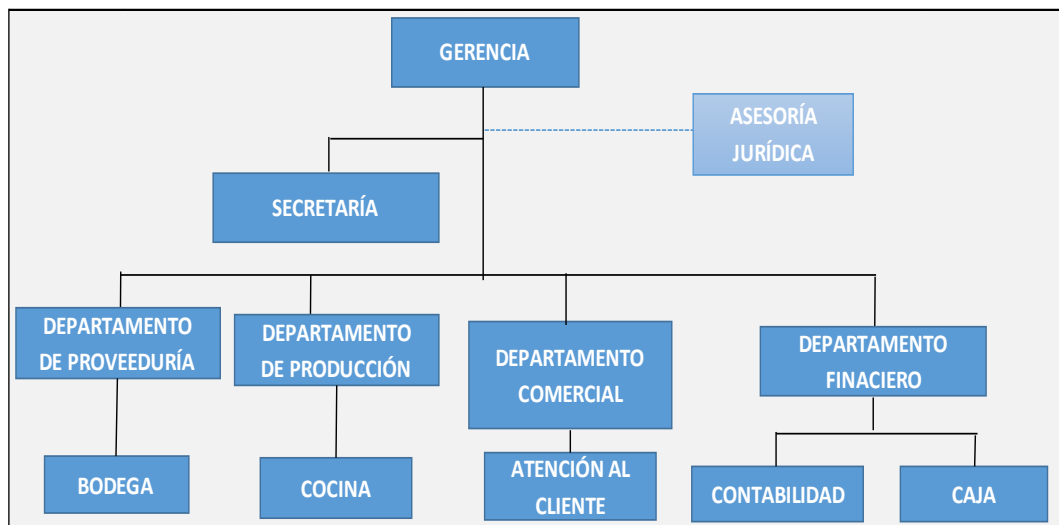 GERENCIA
ASESORÍA
JURÍDICA
SECRETARÍA
DEPARTAMENTO
DE PROVEEDURÍA
DEPARTAMENTO
DE PRODUCCIÓN
DEPARTAMENTO
COMERCIAL
DEPARTAMENTO
FINACIERO
BODEGA
COCINA
ATENCIÓN AL
CLIENTE
CONTABILIDAD
CAJA